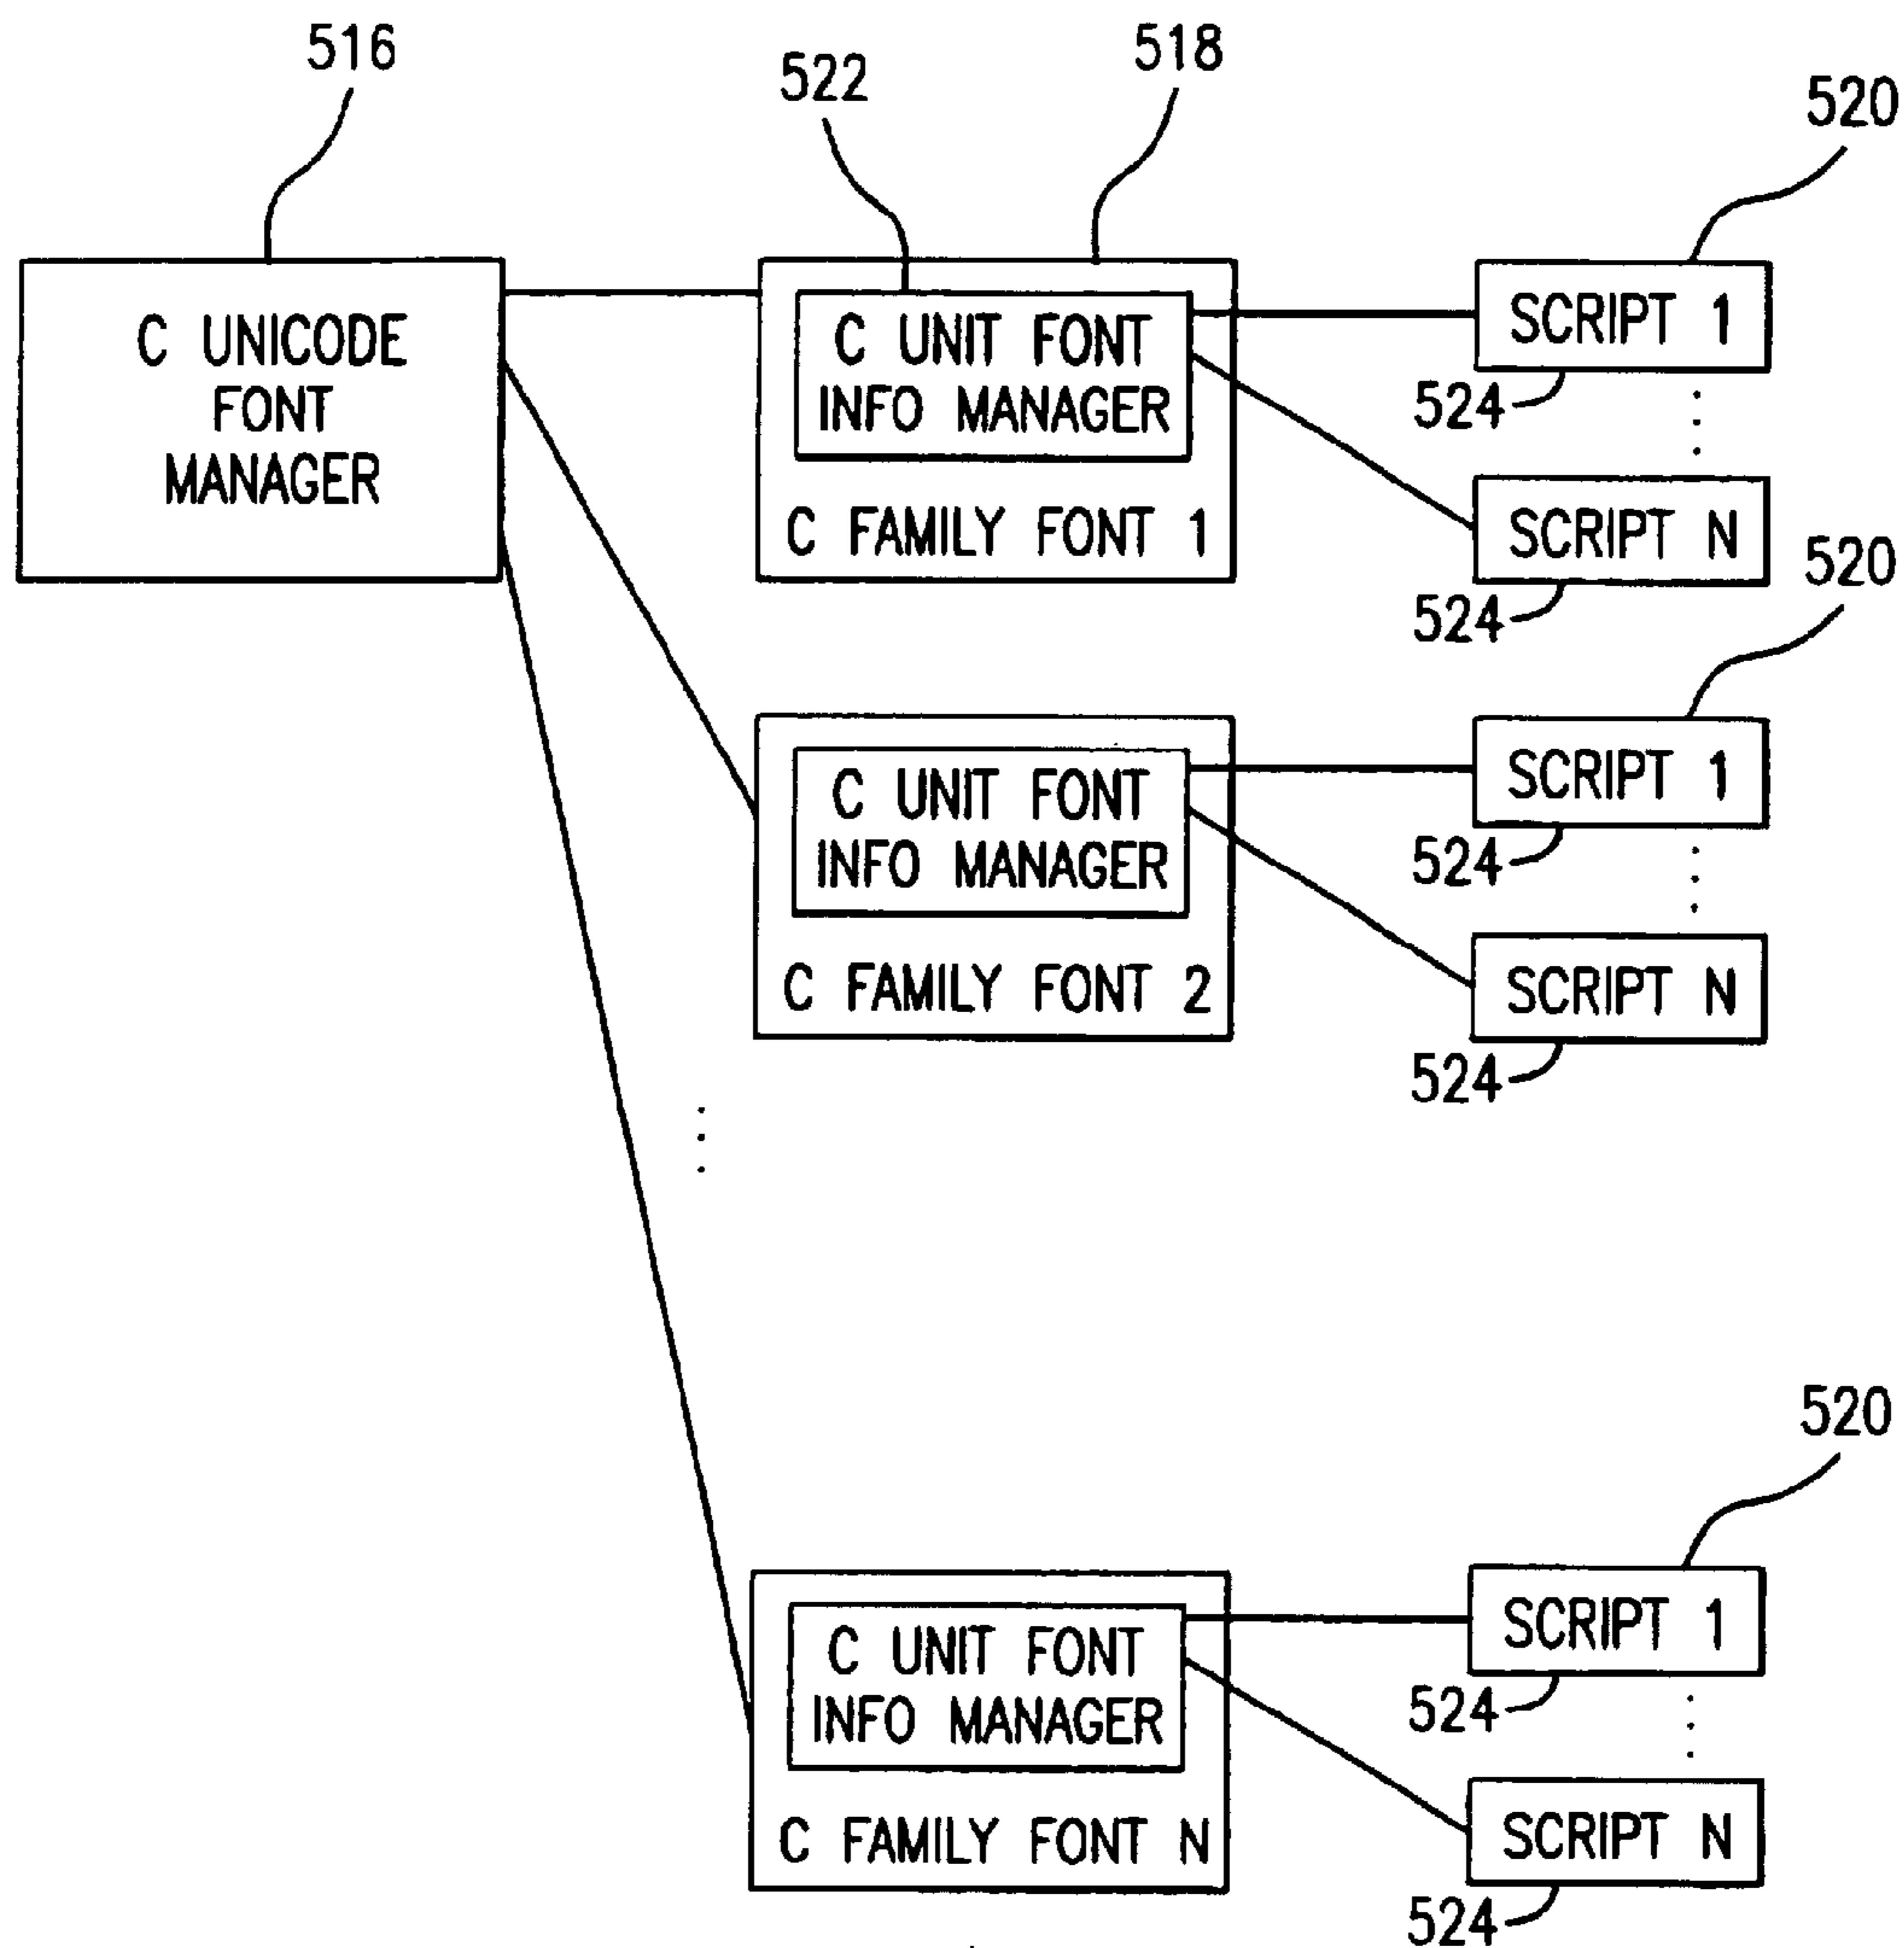 516
522
518
520
C UNICODE
FONT
MANAGER
C UNIT FONT
INFO MANAGER
C FAMILY FONT 1
SCRIPT 1
524
SCRIPT N
524
520
C UNIT FONT
INFO MANAGER
C FAMILY FONT 2
SCRIPT 1
524
SCRIPT N
524
520
C UNIT FONT
INFO MANAGER
C FAMILY FONT N
SCRIPT 1
524
SCRIPT N
524